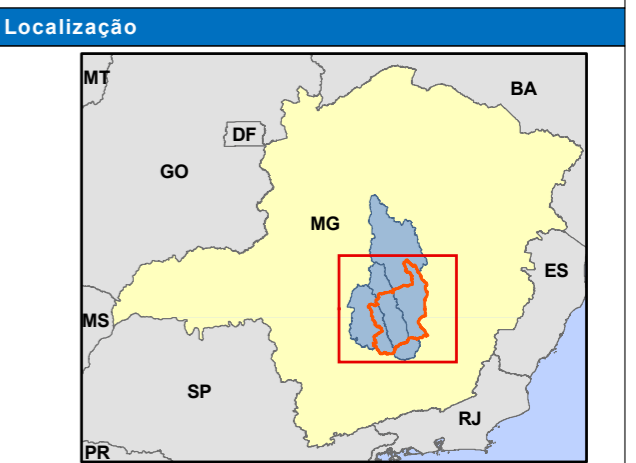 Localização
MT
BA
DF
GO
MG
ES
MS
SP
RJ
PR